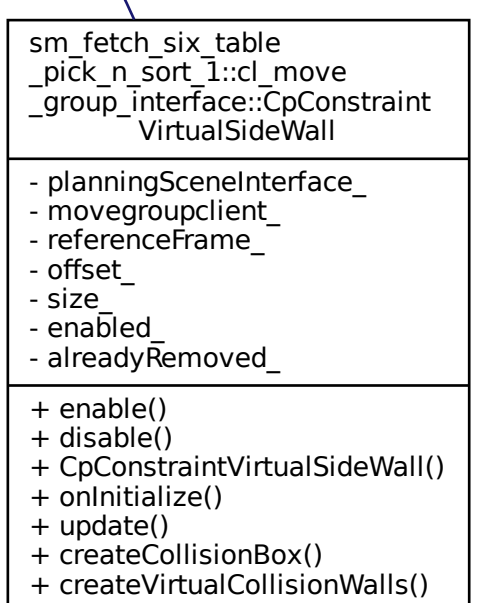 sm_fetch_six_table
_pick_n_sort_1::cl_move
_group_interface::CpConstraint
VirtualSideWall
- planningSceneInterface_
- movegroupclient_
- referenceFrame_
- offset_
- size_
- enabled_
- alreadyRemoved_
+ enable()
+ disable()
+ CpConstraintVirtualSideWall()
+ onInitialize()
+ update()
+ createCollisionBox()
+ createVirtualCollisionWalls()